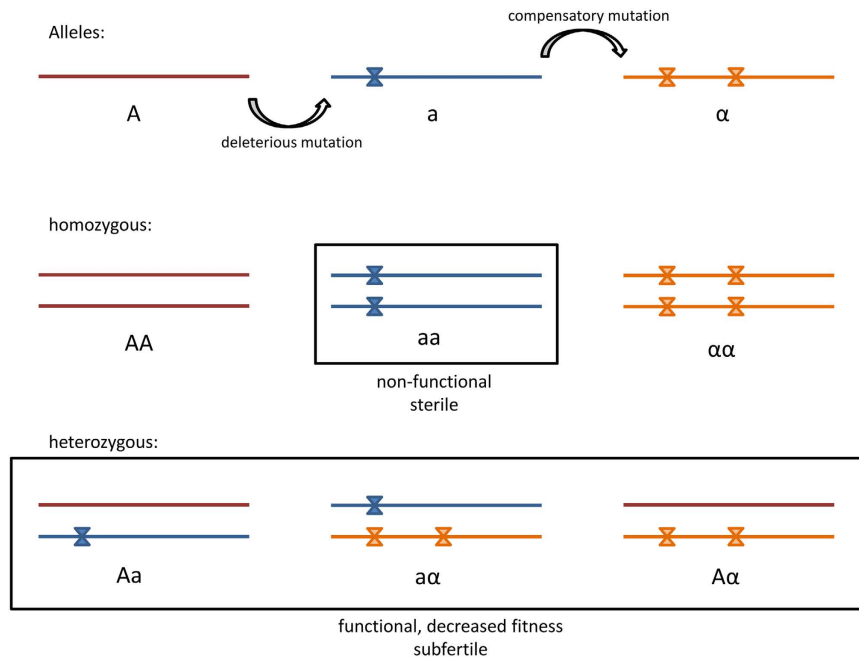 compensatory mutation
Alleles:
A
a
α
deleterious mutation
homozygous:
AA
aa
αα
non-functional
sterile
heterozygous:
Aa
aα
Aα
functional, decreased fitness
subfertile